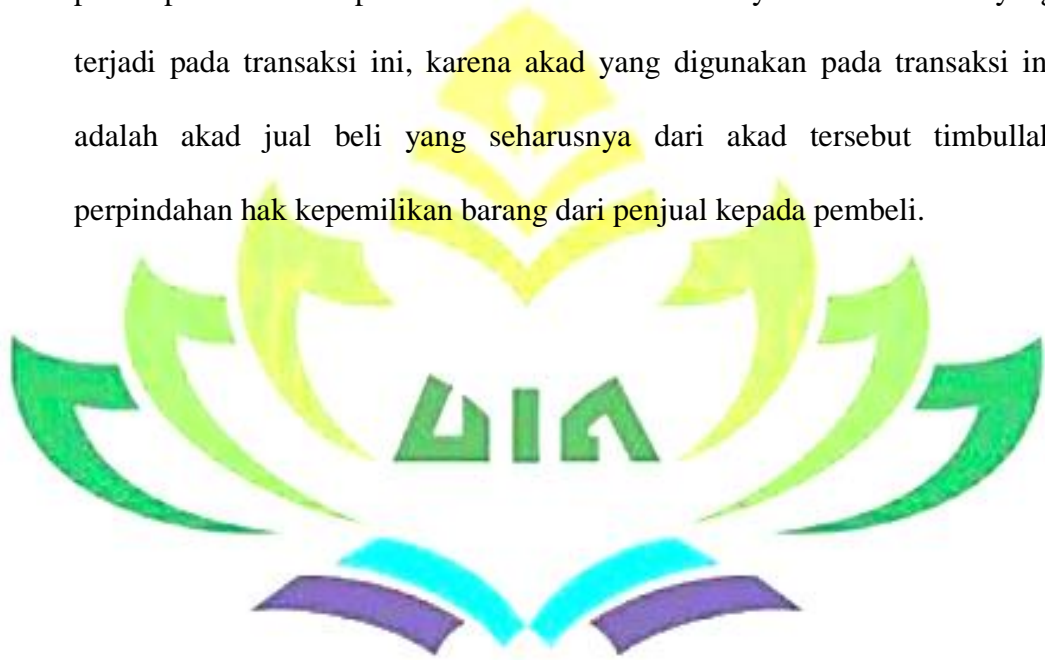 terjadi pada transaksi ini, karena akad yang digunakan pada transaksi in
adalah akad jual beli yang seharusnya dari akad tersebut timbullah
perpindahan hak kepemilikan barang dari penjual kepada pembeli.
UIN